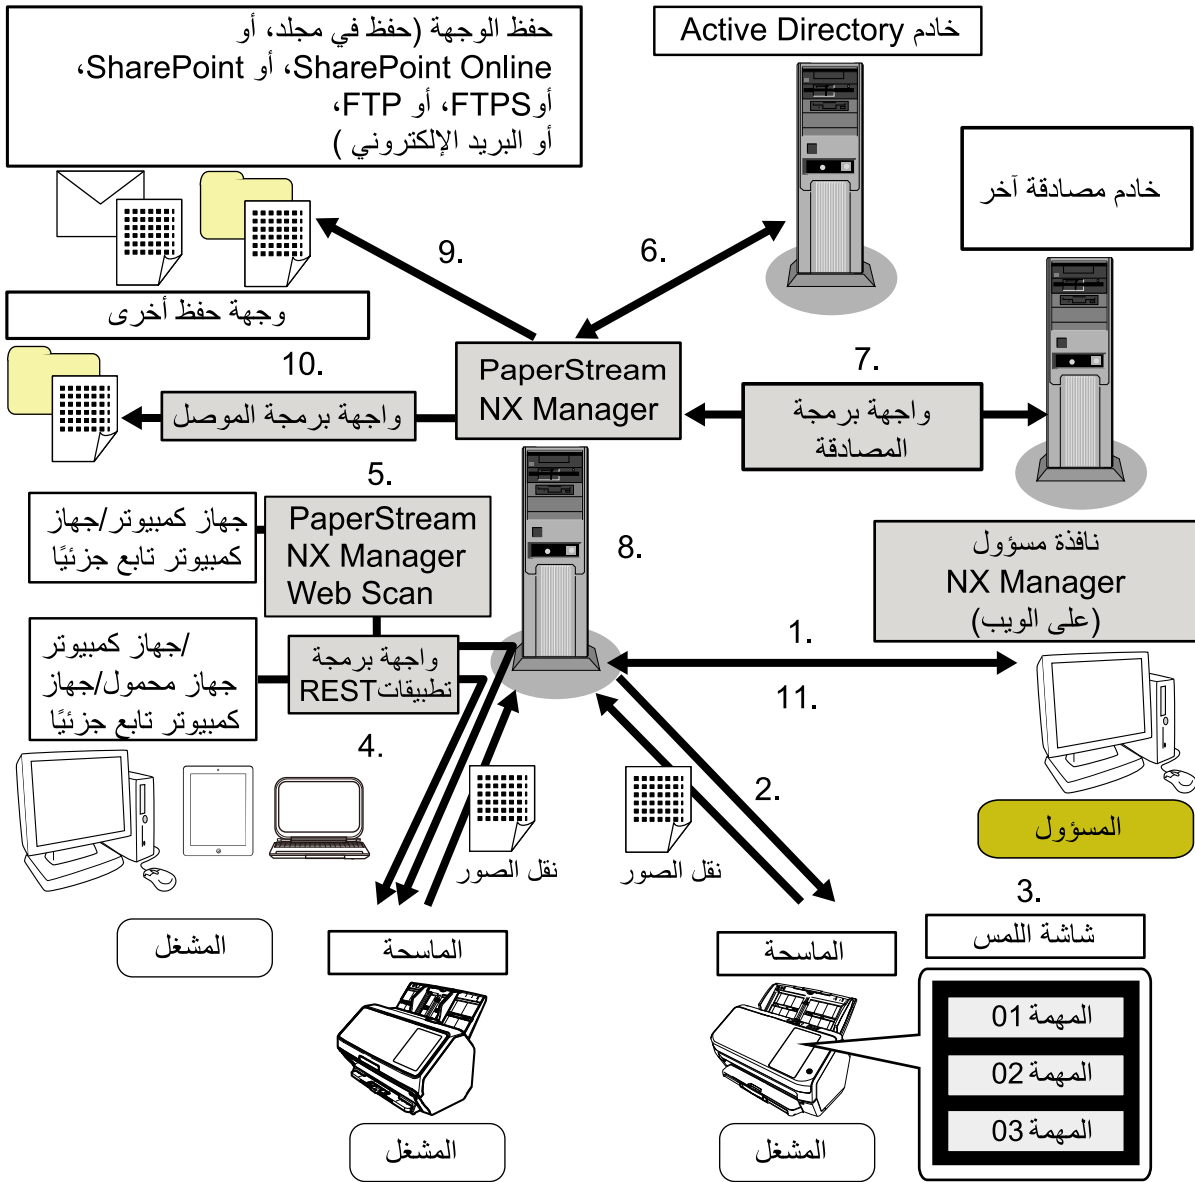 حفظ الوجهة (حفظ في مجلد، أو
SharePoint Online، أو SharePoint،
أوFTPS، أو FTP،
أو البريد الإلكتروني )
خادم Active Directory
خادم مصادقة آخر
9.
6.
وجهة حفظ أخرى
10.
واجهة برمجة الموصل
PaperStream
NX Manager
7.
واجهة برمجة
المصادقة
5.
جهاز كمبيوتر/جهاز
كمبيوتر تابع جزئيًا
PaperStream
NX Manager
Web Scan
8.
نافذة مسؤول
NX Manager
(على الويب)
جهاز كمبيوتر/
جهاز محمول/جهاز
كمبيوتر تابع جزئيًا
واجهة برمجة
تطبيقاتREST
1.
11.
4.
2.
المسؤول
نقل الصور
نقل الصور
3.
المشغل
الماسحة
الماسحة
شاشة اللمس
المهمة 01
المهمة 02
المهمة 03
المشغل
المشغل